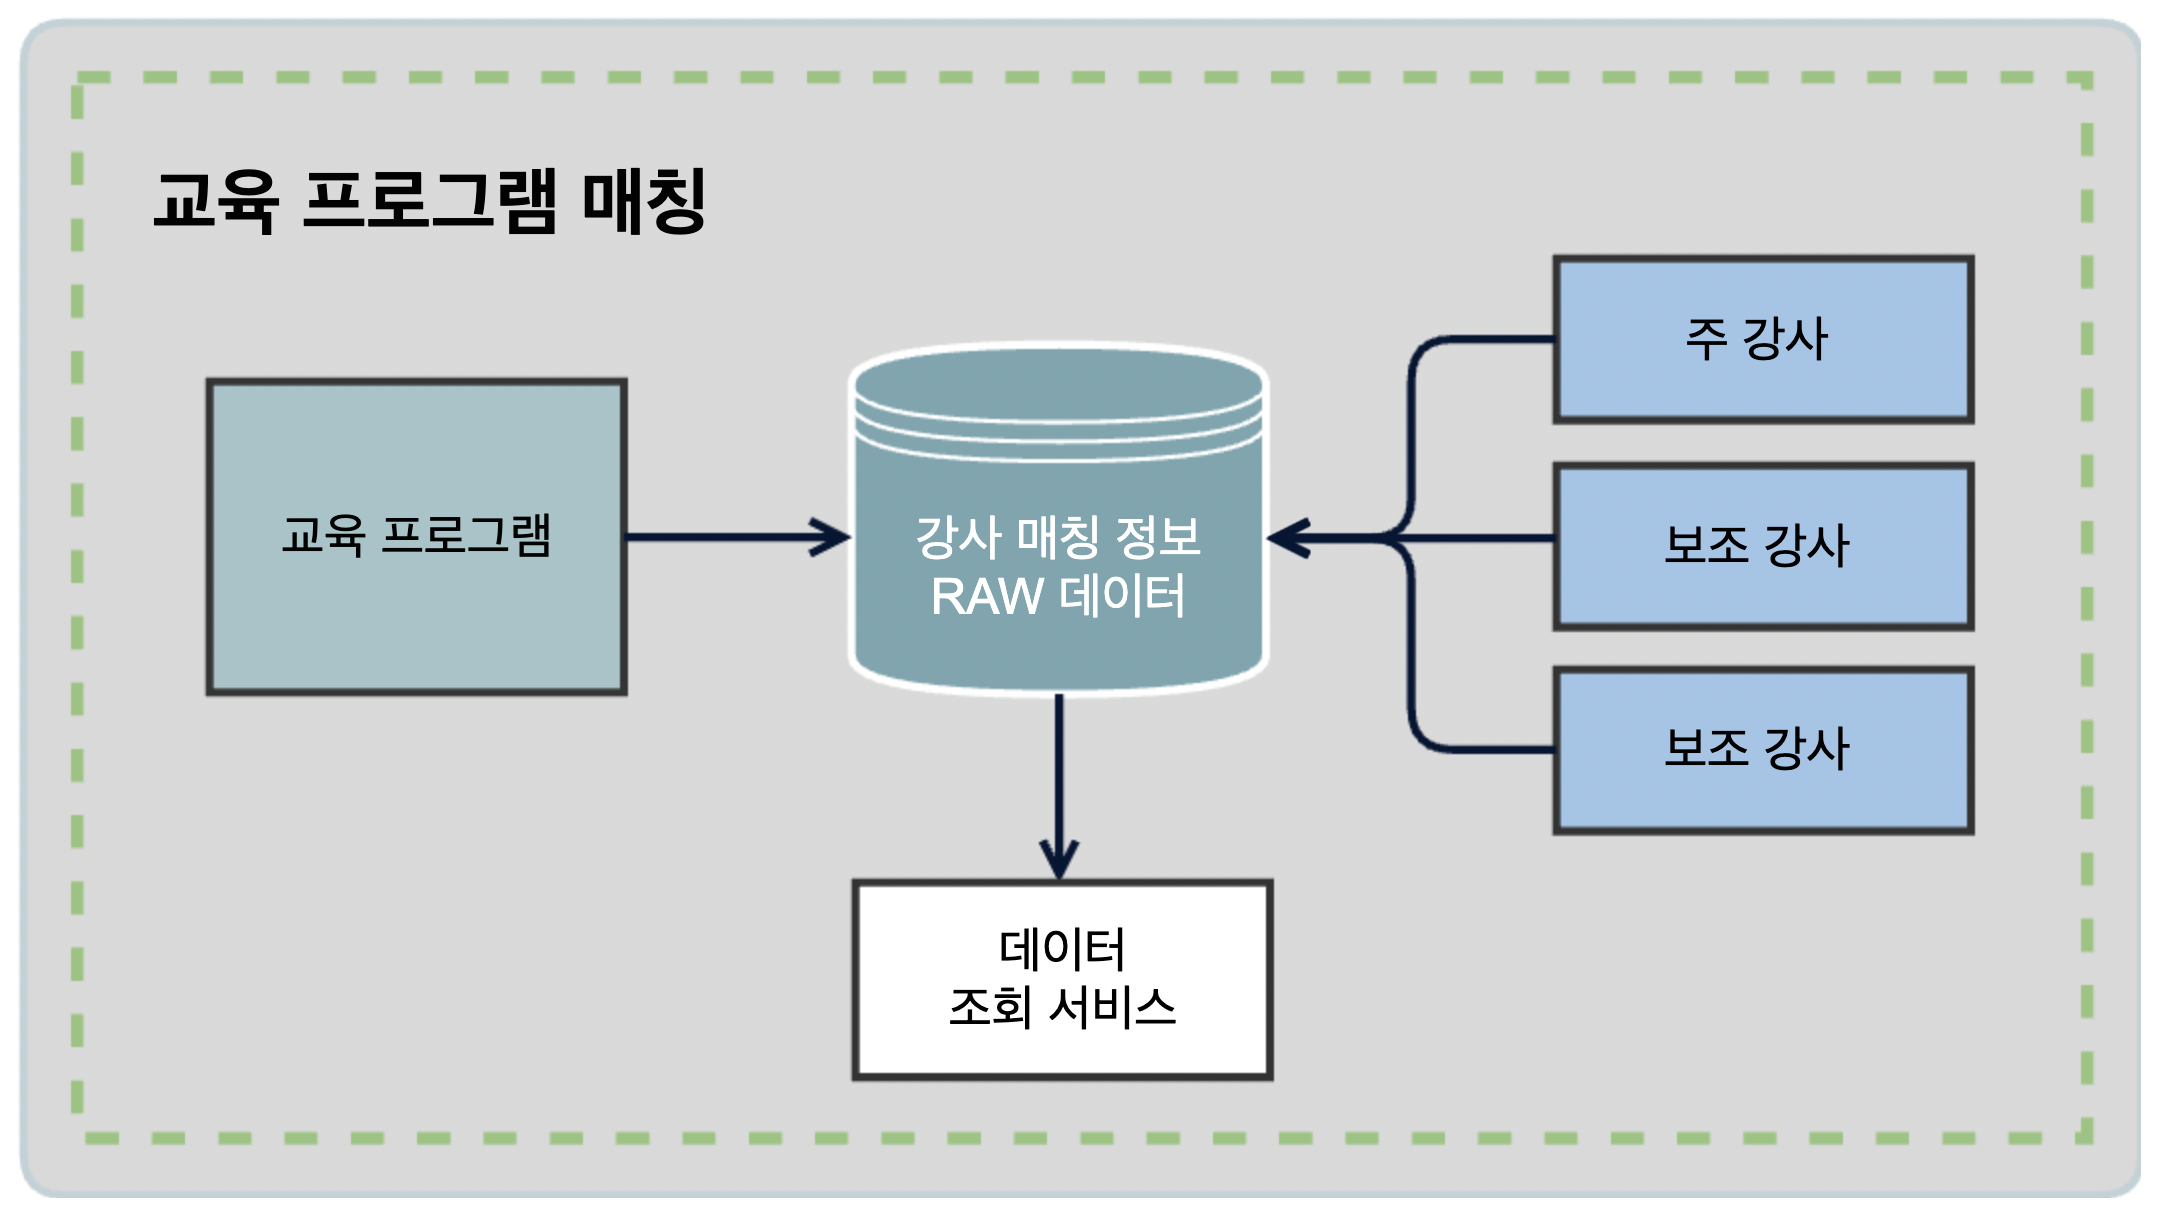 교육 프로그램 매칭
교육 프로그램
강사 매칭 정보
RAW 데이터
주 강사
보조 강사
보조 강사
데이터
조회 서비스